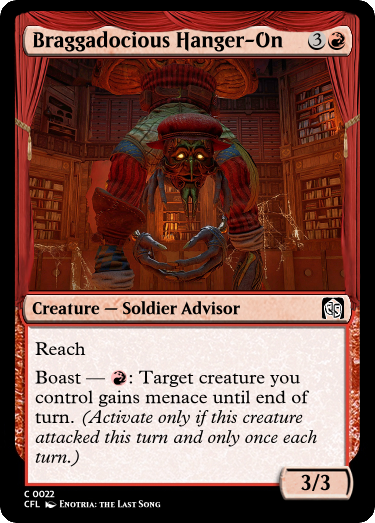 Braggadocious Hanger-On 3
Creature — Soldier Advisor
Reach
Boast — : Target creature you
control gains menace until end of
turn. (Activate only if this creature
attacked this turn and only once each
turn.)
3/3
C 0022
CFL Enotria: the Last Song